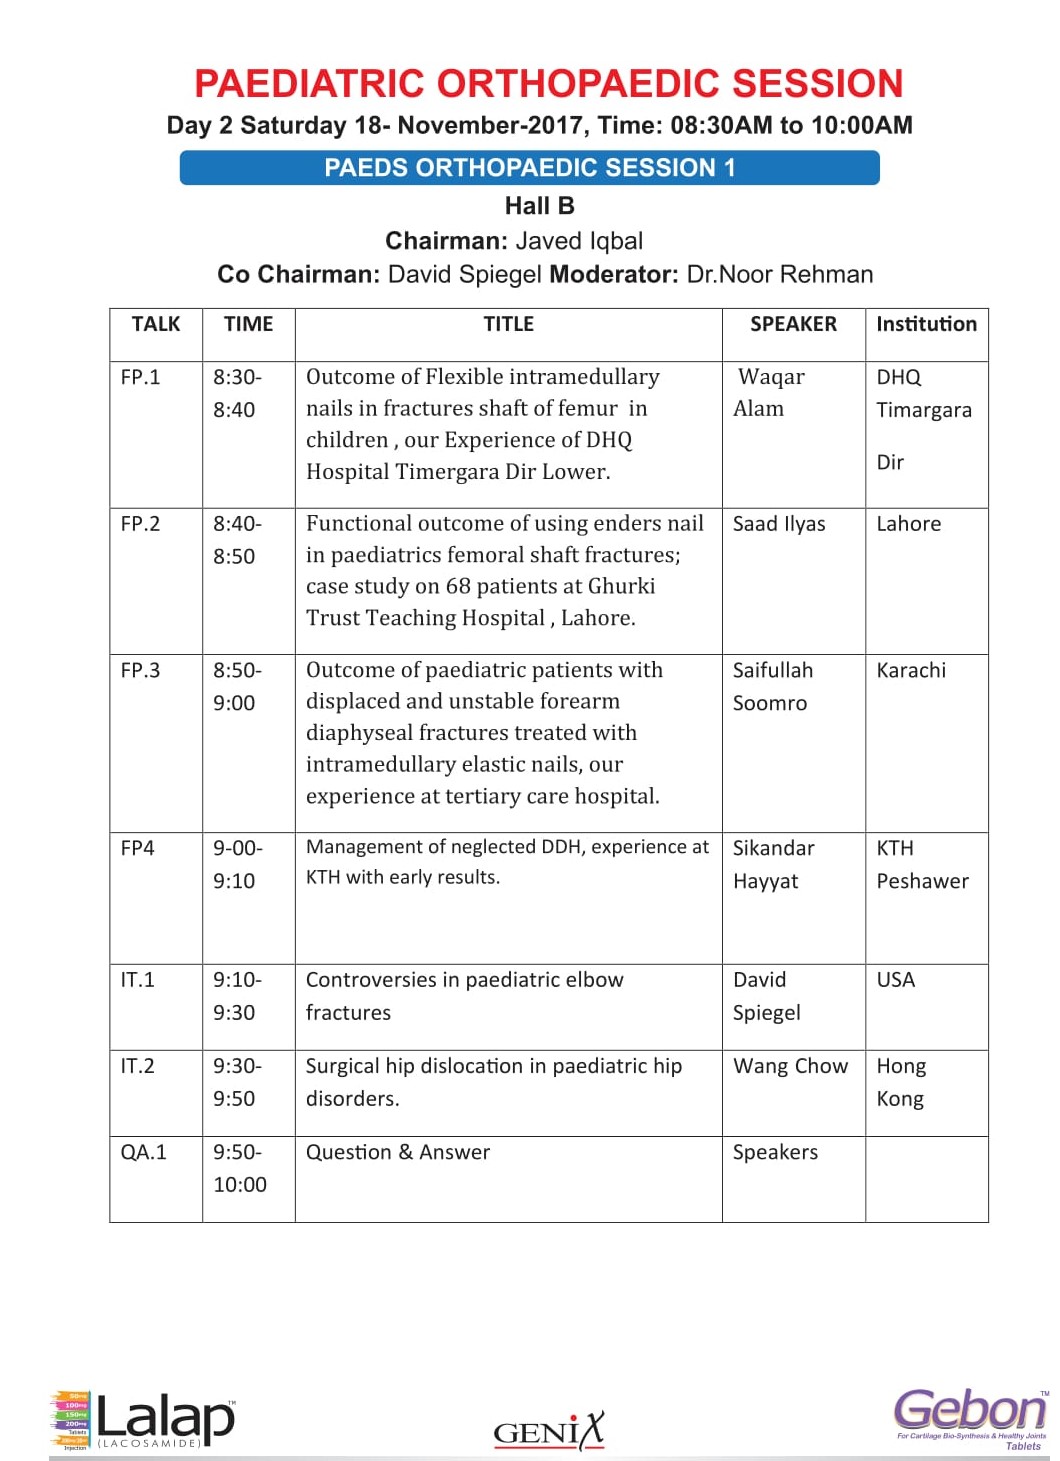 PAEDIATRIC ORTHOPAEDIC SESSION
Day 2 Saturday 18- November-2017, Time: 08:30AM to 10:00AM
PAEDS ORTHOPAEDIC SESSION 1
Hall B
Chairman: Javed Iqbal
Co Chairman: David Spiegel Moderator: Dr.Noor Rehman
TALK TIME TITLE SPEAKER Institution
FP.1 8:30- Outcome of Flexible intramedullary Waqar DHQ
8:40 nails in fractures shaft of femur in Alam Timargara
children , our Experience of DHQ
Hospital Timergara Dir Lower. Dir
FP.2 8:40- Functional outcome of using enders nail Saad Ilyas Lahore
8:50 in paediatrics femoral shaft fractures;
case study on 68 patients at Ghurki
Trust Teaching Hospital , Lahore.
FP.3 8:50- Outcome of paediatric patients with Saifullah Karachi
9:00 displaced and unstable forearm Soomro
diaphyseal fractures treated with
intramedullary elastic nails, our
experience at tertiary care hospital.
FP4 9-00- Management of neglected DDH, experience at Sikandar KTH
9:10 KTH with early results. Hayyat Peshawer
IT.1 9:10- Controversies in paediatric elbow David USA
9:30 fractures Spiegel
IT.2 9:30- Surgical hip dislocation in paediatric hip Wang Chow Hong
9:50 disorders. Kong
QA.1 9:50- Question & Answer Speakers
10:00
50mg
100mg
150mg
200mg
Tablets
Injection
Lalap™
(LACOSAMIDE)
GENIX
Gebon™
For Cartilage Bio-Synthesis & Healthy Joints
Tablets